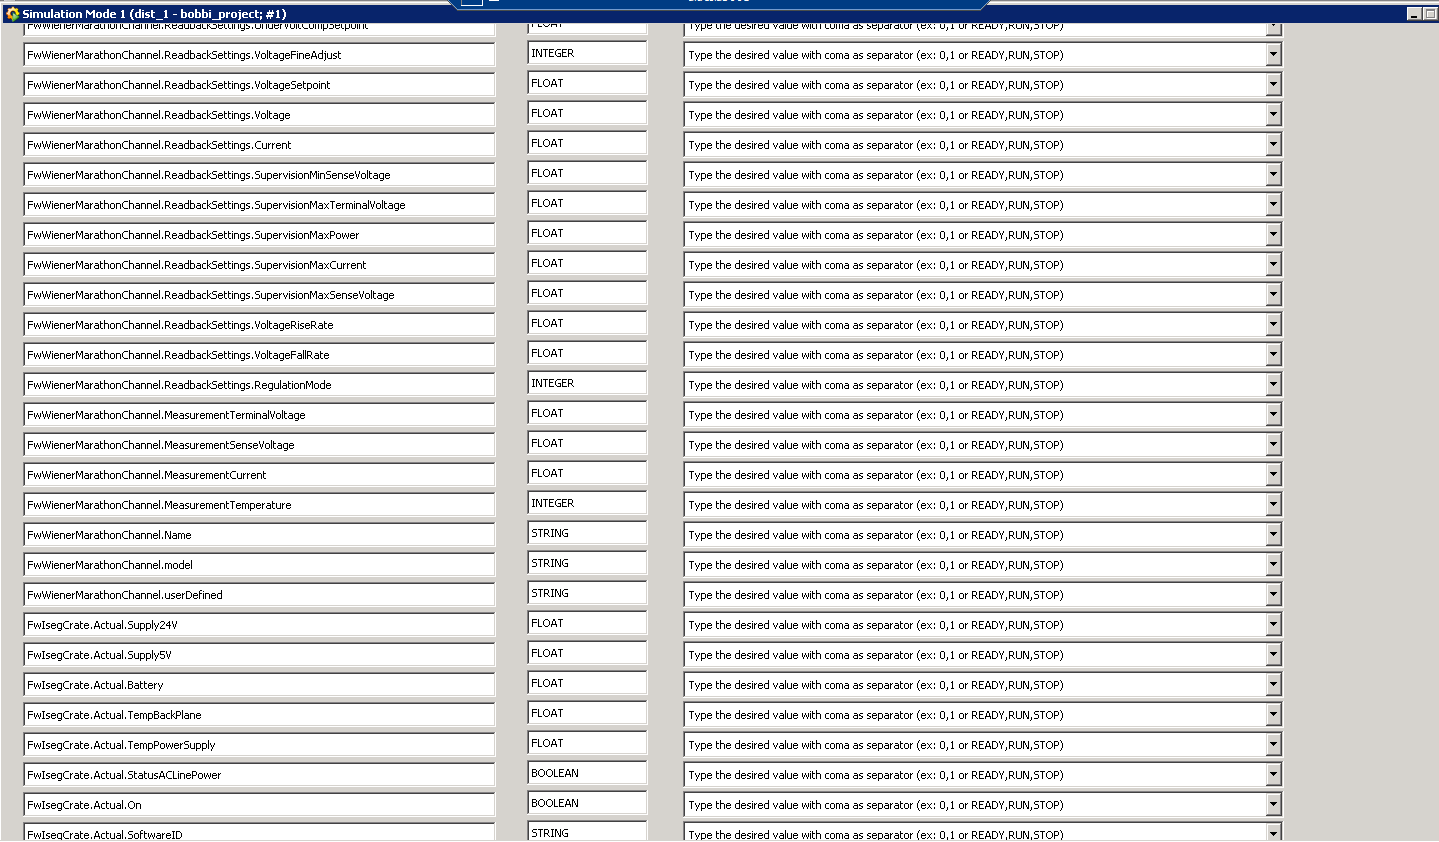 Simulation Mode 1 (dist_1 - bobbi_project; #1)
FwWienerMarathonChannel.ReadbackSettings.UnderVoltCompSetpoint FLOAT Type the desired value with coma as separator (ex: 0,1 or READY,RUN,STOP)
FwWienerMarathonChannel.ReadbackSettings.VoltageFineAdjust INTEGER Type the desired value with coma as separator (ex: 0,1 or READY,RUN,STOP)
FwWienerMarathonChannel.ReadbackSettings.VoltageSetpoint FLOAT Type the desired value with coma as separator (ex: 0,1 or READY,RUN,STOP)
FwWienerMarathonChannel.ReadbackSettings.Voltage FLOAT Type the desired value with coma as separator (ex: 0,1 or READY,RUN,STOP)
FwWienerMarathonChannel.ReadbackSettings.Current FLOAT Type the desired value with coma as separator (ex: 0,1 or READY,RUN,STOP)
FwWienerMarathonChannel.ReadbackSettings.SupervisionMinSenseVoltage FLOAT Type the desired value with coma as separator (ex: 0,1 or READY,RUN,STOP)
FwWienerMarathonChannel.ReadbackSettings.SupervisionMaxTerminalVoltage FLOAT Type the desired value with coma as separator (ex: 0,1 or READY,RUN,STOP)
FwWienerMarathonChannel.ReadbackSettings.SupervisionMaxPower FLOAT Type the desired value with coma as separator (ex: 0,1 or READY,RUN,STOP)
FwWienerMarathonChannel.ReadbackSettings.SupervisionMaxCurrent FLOAT Type the desired value with coma as separator (ex: 0,1 or READY,RUN,STOP)
FwWienerMarathonChannel.ReadbackSettings.SupervisionMaxSenseVoltage FLOAT Type the desired value with coma as separator (ex: 0,1 or READY,RUN,STOP)
FwWienerMarathonChannel.ReadbackSettings.VoltageRiseRate FLOAT Type the desired value with coma as separator (ex: 0,1 or READY,RUN,STOP)
FwWienerMarathonChannel.ReadbackSettings.VoltageFallRate FLOAT Type the desired value with coma as separator (ex: 0,1 or READY,RUN,STOP)
FwWienerMarathonChannel.ReadbackSettings.RegulationMode INTEGER Type the desired value with coma as separator (ex: 0,1 or READY,RUN,STOP)
FwWienerMarathonChannel.MeasurementTerminalVoltage FLOAT Type the desired value with coma as separator (ex: 0,1 or READY,RUN,STOP)
FwWienerMarathonChannel.MeasurementSenseVoltage FLOAT Type the desired value with coma as separator (ex: 0,1 or READY,RUN,STOP)
FwWienerMarathonChannel.MeasurementCurrent FLOAT Type the desired value with coma as separator (ex: 0,1 or READY,RUN,STOP)
FwWienerMarathonChannel.MeasurementTemperature INTEGER Type the desired value with coma as separator (ex: 0,1 or READY,RUN,STOP)
FwWienerMarathonChannel.Name STRING Type the desired value with coma as separator (ex: 0,1 or READY,RUN,STOP)
FwWienerMarathonChannel.model STRING Type the desired value with coma as separator (ex: 0,1 or READY,RUN,STOP)
FwWienerMarathonChannel.userDefined STRING Type the desired value with coma as separator (ex: 0,1 or READY,RUN,STOP)
FwIsegCrate.Actual.Supply24V FLOAT Type the desired value with coma as separator (ex: 0,1 or READY,RUN,STOP)
FwIsegCrate.Actual.Supply5V FLOAT Type the desired value with coma as separator (ex: 0,1 or READY,RUN,STOP)
FwIsegCrate.Actual.Battery FLOAT Type the desired value with coma as separator (ex: 0,1 or READY,RUN,STOP)
FwIsegCrate.Actual.TempBackPlane FLOAT Type the desired value with coma as separator (ex: 0,1 or READY,RUN,STOP)
FwIsegCrate.Actual.TempPowerSupply FLOAT Type the desired value with coma as separator (ex: 0,1 or READY,RUN,STOP)
FwIsegCrate.Actual.StatusACLinePower BOOLEAN Type the desired value with coma as separator (ex: 0,1 or READY,RUN,STOP)
FwIsegCrate.Actual.On BOOLEAN Type the desired value with coma as separator (ex: 0,1 or READY,RUN,STOP)
FwIsegCrate.Actual.SoftwareID STRING Type the desired value with coma as separator (ex: 0,1 or READY,RUN,STOP)